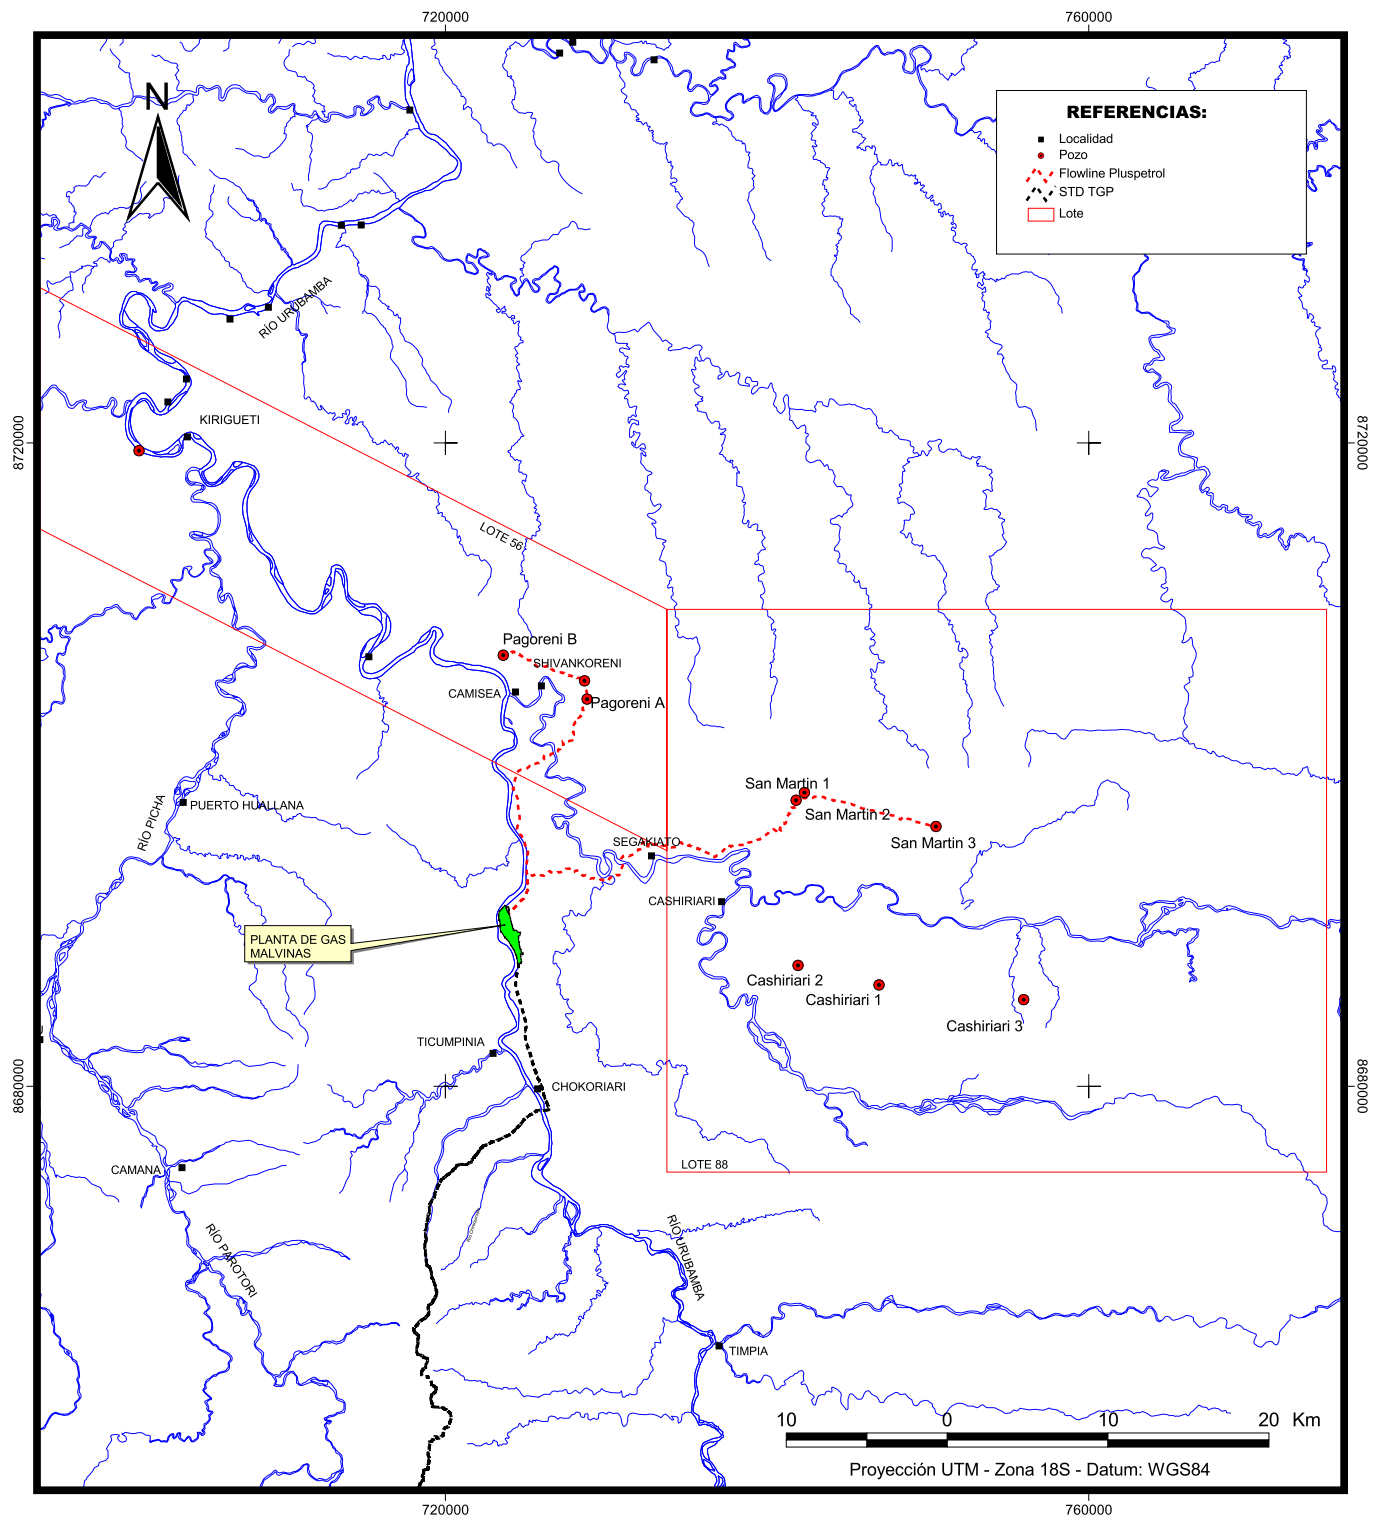 720000
760000
N
REFERENCIAS:
Localidad
Pozo
Flowline Pluspetrol
STD TGP
Lote
RÍO URUBAMBA
KIRIGUETI
8720000
8720000
LOTE 56
Pagoreni B
SHIVANKORENI
CAMISEA
Pagoreni A
San Martin 1
PUERTO HUALLANA
San Martin 2
RÍO PICHA
SEGAKIATO
San Martin 3
CASHIRIARI
PLANTA DE GAS
MALVINAS
Cashiriari 2
Cashiriari 1
Cashiriari 3
TICUMPINIA
CHOKORIARI
8680000
8680000
LOTE 88
CAMANA
RÍO PAROTORI
RÍO URUBAMBA
TIMPIA
10 0 10 20 Km
Proyección UTM - Zona 18S - Datum: WGS84
720000
760000